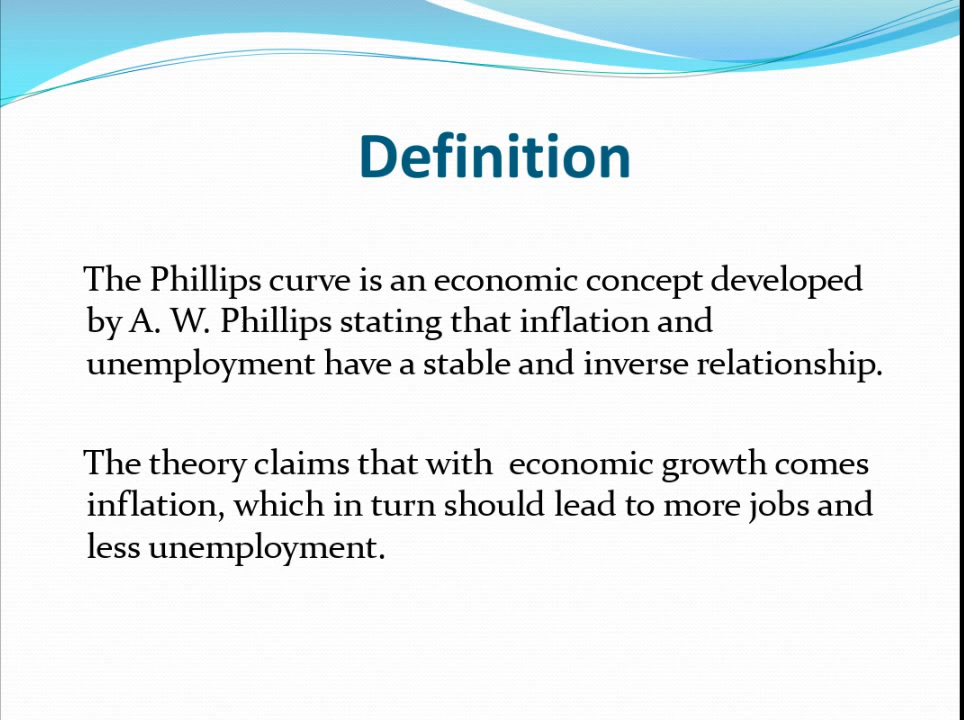 Definition
The Phillips curve is an economic concept developed
by A. W. Phillips stating that inflation and
unemployment have a stable and inverse relationship.
The theory claims that with  economic growth comes
inflation, which in turn should lead to more jobs and
less unemployment.